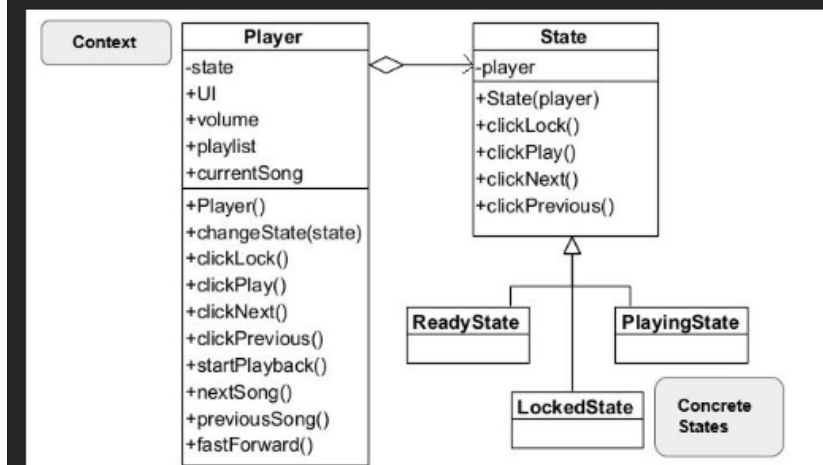 Context
Player
-state
+UI
+volume
+playlist
+currentSong
+Player()
+changeState(state)
+clickLock()
+clickPlay()
+clickNext()
+clickPrevious()
+startPlayback()
+nextSong()
+previousSong()
+fastForward()
State
-player
+State(player)
+clickLock()
+clickPlay()
+clickNext()
+clickPrevious()
ReadyState
PlayingState
LockedState
Concrete
States